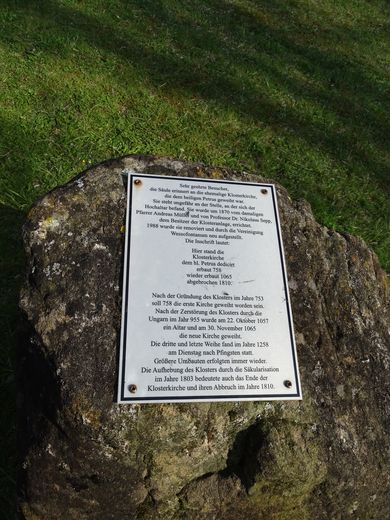 Sehr geehrte Besucher,
die Säule erinnert an die ehemalige Klosterkirche,
die dem heiligen Petrus geweiht war.
Sie steht ungefähr an der Stelle, an der sich der
Hochaltar befand. Sie wurde um 1870 vom damaligen
Pfarrer Andreas Müller und von Professor Dr. Nikolaus Sepp,
dem Besitzer der Klosteranlage, errichtet.
1988 wurde sie renoviert und durch die Vereinigung
Wessofontanum neu aufgestellt.
Die Inschrift lautet:
Hier stand die
Klosterkirche
dem hl. Petrus dediciert
erbaut 758
wieder erbaut 1065
abgebrochen 1810.
Nach der Gründung des Klosters im Jahre 753
soll 758 die erste Kirche geweiht worden sein.
Nach der Zerstörung des Klosters durch die
Ungarn im Jahr 955 wurde am 22. Oktober 1057
ein Altar und am 30. November 1065
die neue Kirche geweiht.
Die dritte und letzte Weihe fand im Jahre 1258
am Dienstag nach Pfingsten statt.
Größere Umbauten erfolgten immer wieder.
Die Aufhebung des Klosters durch die Säkularisation
im Jahre 1803 bedeutete auch das Ende der
Klosterkirche und ihren Abbruch im Jahre 1810.